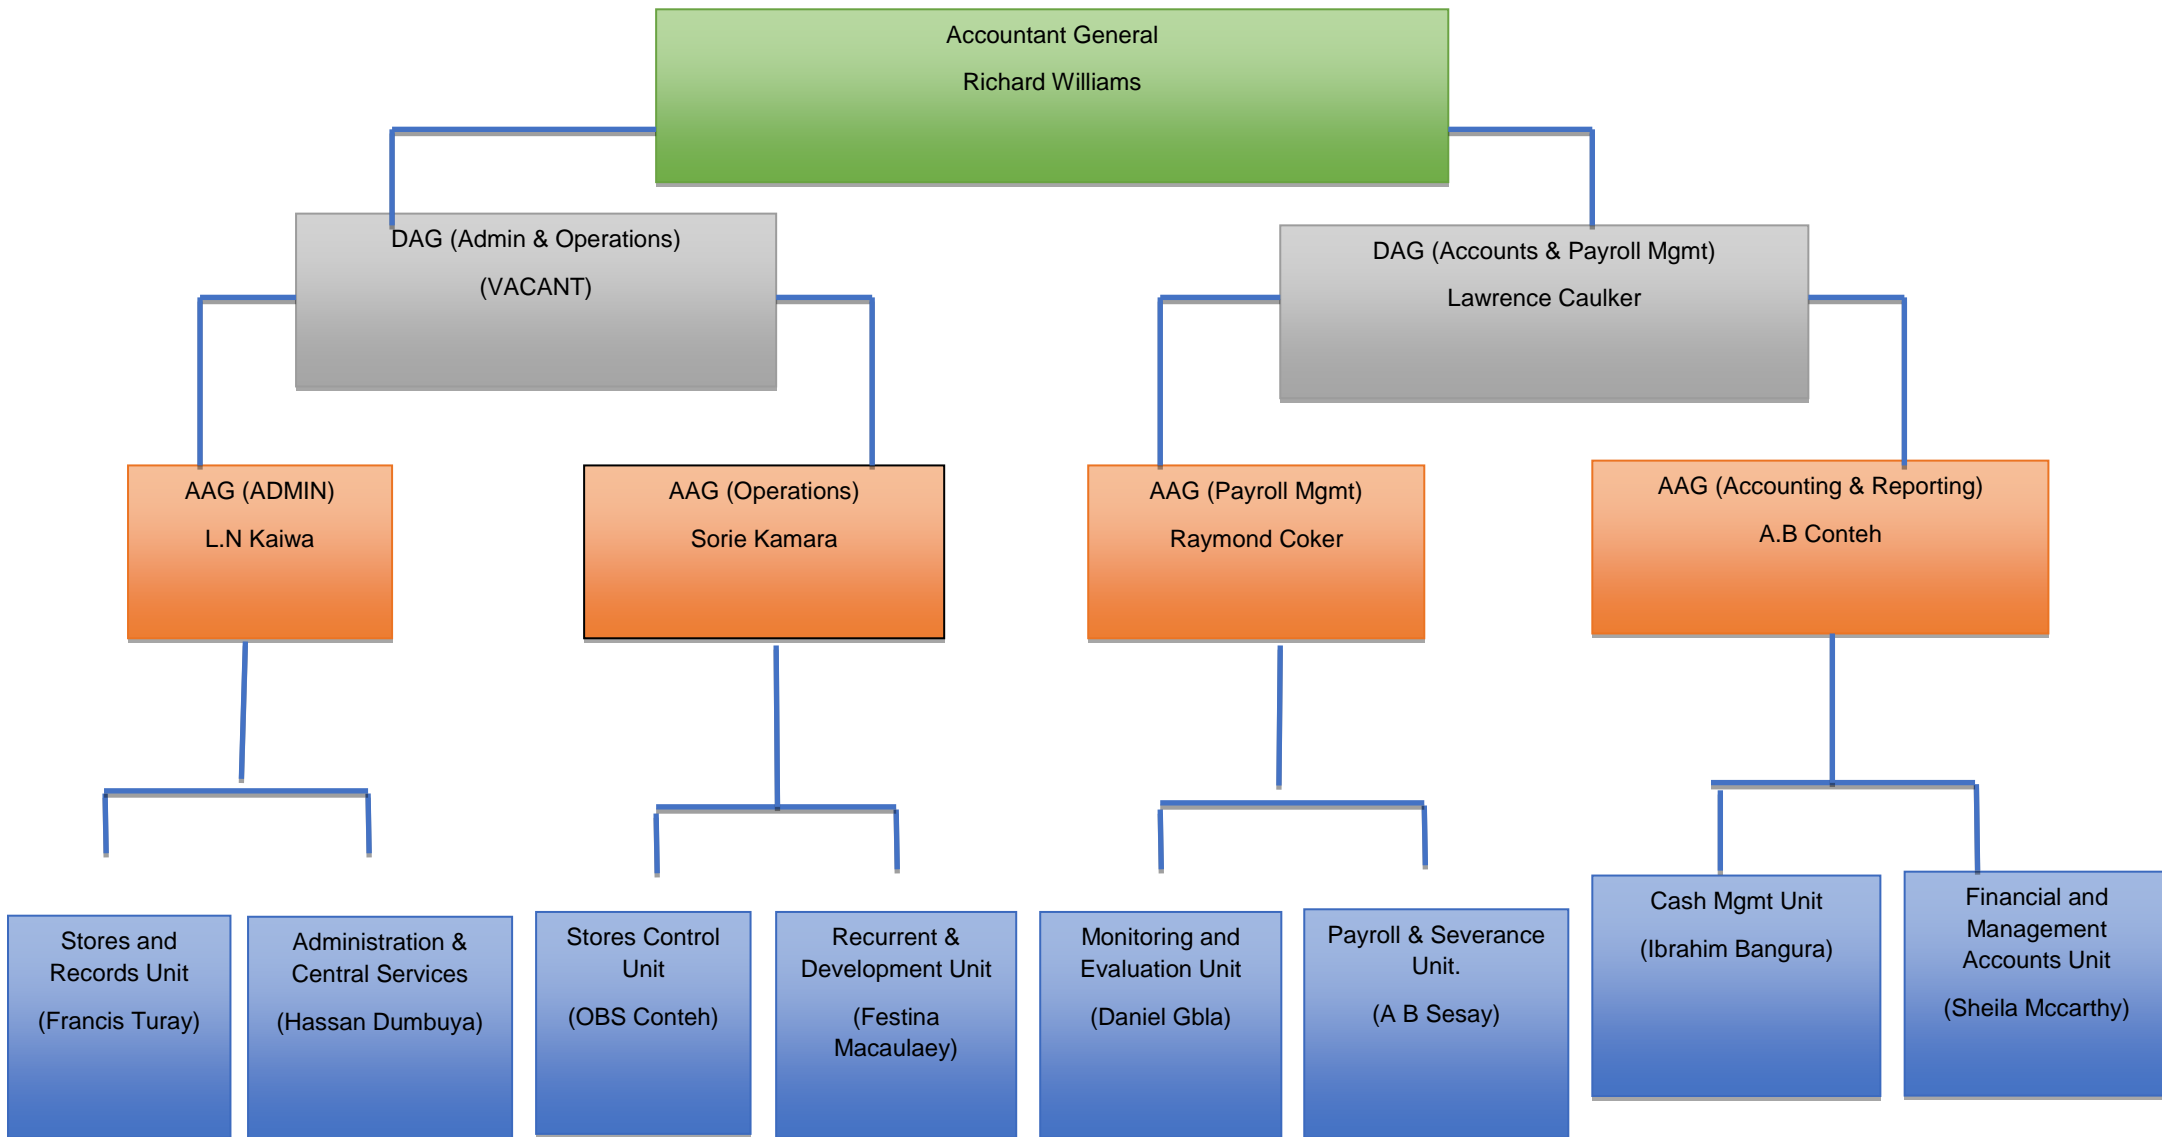 Accountant General
Richard Williams
DAG (Admin & Operations)
(VACANT)
DAG (Accounts & Payroll Mgmt)
Lawrence Caulker
AAG (ADMIN)
L.N Kaiwa
AAG (Operations)
Sorie Kamara
AAG (Payroll Mgmt)
Raymond Coker
AAG (Accounting & Reporting)
A.B Conteh
Stores and
Records Unit
(Francis Turay)
Administration &
Central Services
(Hassan Dumbuya)
Stores Control
Unit
(OBS Conteh)
Recurrent &
Development Unit
(Festina
Macaulaey)
Monitoring and
Evaluation Unit
(Daniel Gbla)
Payroll & Severance
Unit.
(A B Sesay)
Cash Mgmt Unit
(Ibrahim Bangura)
Financial and
Management
Accounts Unit
(Sheila Mccarthy)